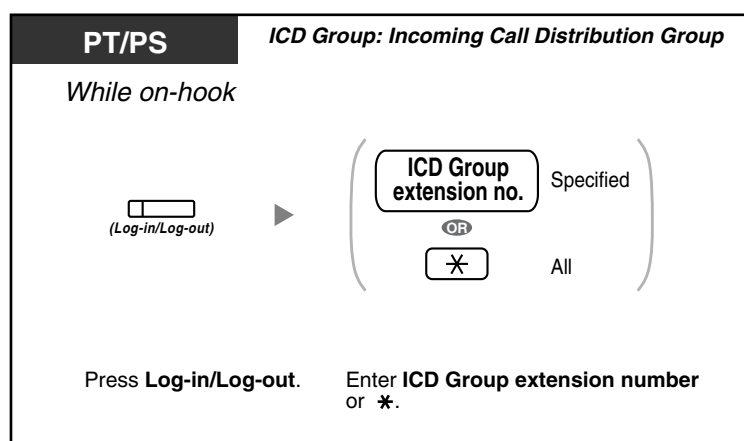 PT/PS
ICD Group: Incoming Call Distribution Group
While on-hook
ICD Group
extension no.
Specified
(Log-in/Log-out)
OR
* All
Press Log-in/Log-out.
Enter ICD Group extension number
or *.